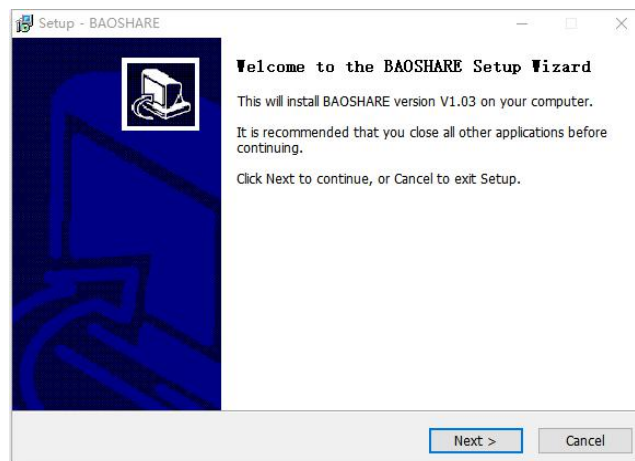 Setup - BAOSHARE
Welcome to the BAOSHARE Setup Wizard
This will install BAOSHARE version V1.03 on your computer.
It is recommended that you close all other applications before
continuing.
Click Next to continue, or Cancel to exit Setup.
Next >
Cancel